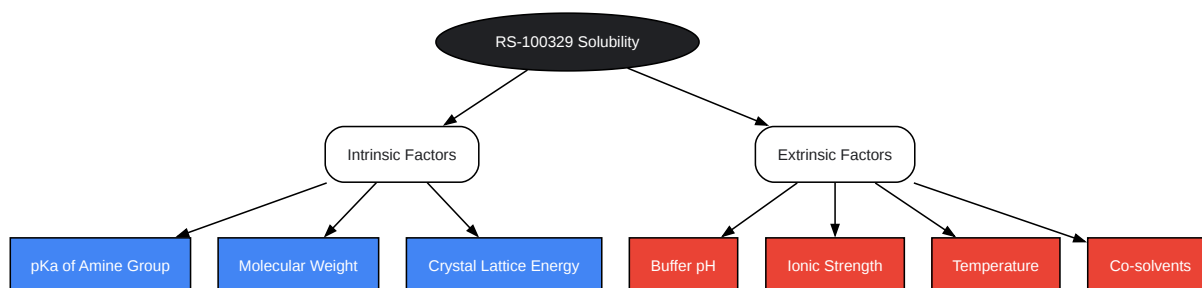 RS-100329 Solubility
Intrinsic Factors
Extrinsic Factors
pKa of Amine Group
Molecular Weight
Crystal Lattice Energy
Buffer pH
Ionic Strength
Temperature
Co-solvents